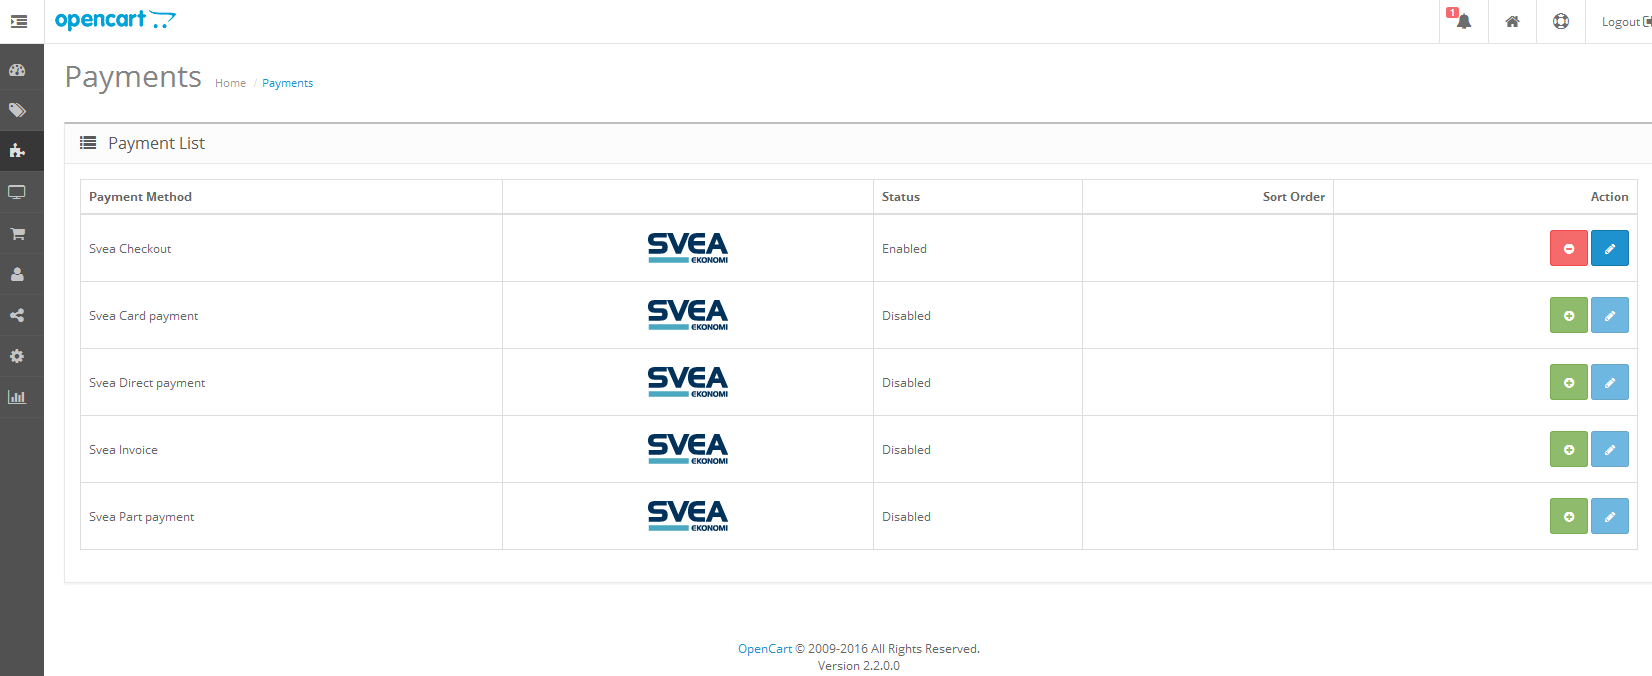 opencart
1
Logout
Payments Home / Payments
Payment List
Payment Method Status Sort Order Action
Svea Checkout SVEA EKONOMI Enabled
Svea Card payment SVEA EKONOMI Disabled
Svea Direct payment SVEA EKONOMI Disabled
Svea Invoice SVEA EKONOMI Disabled
Svea Part payment SVEA EKONOMI Disabled
OpenCart © 2009-2016 All Rights Reserved.
Version 2.2.0.0